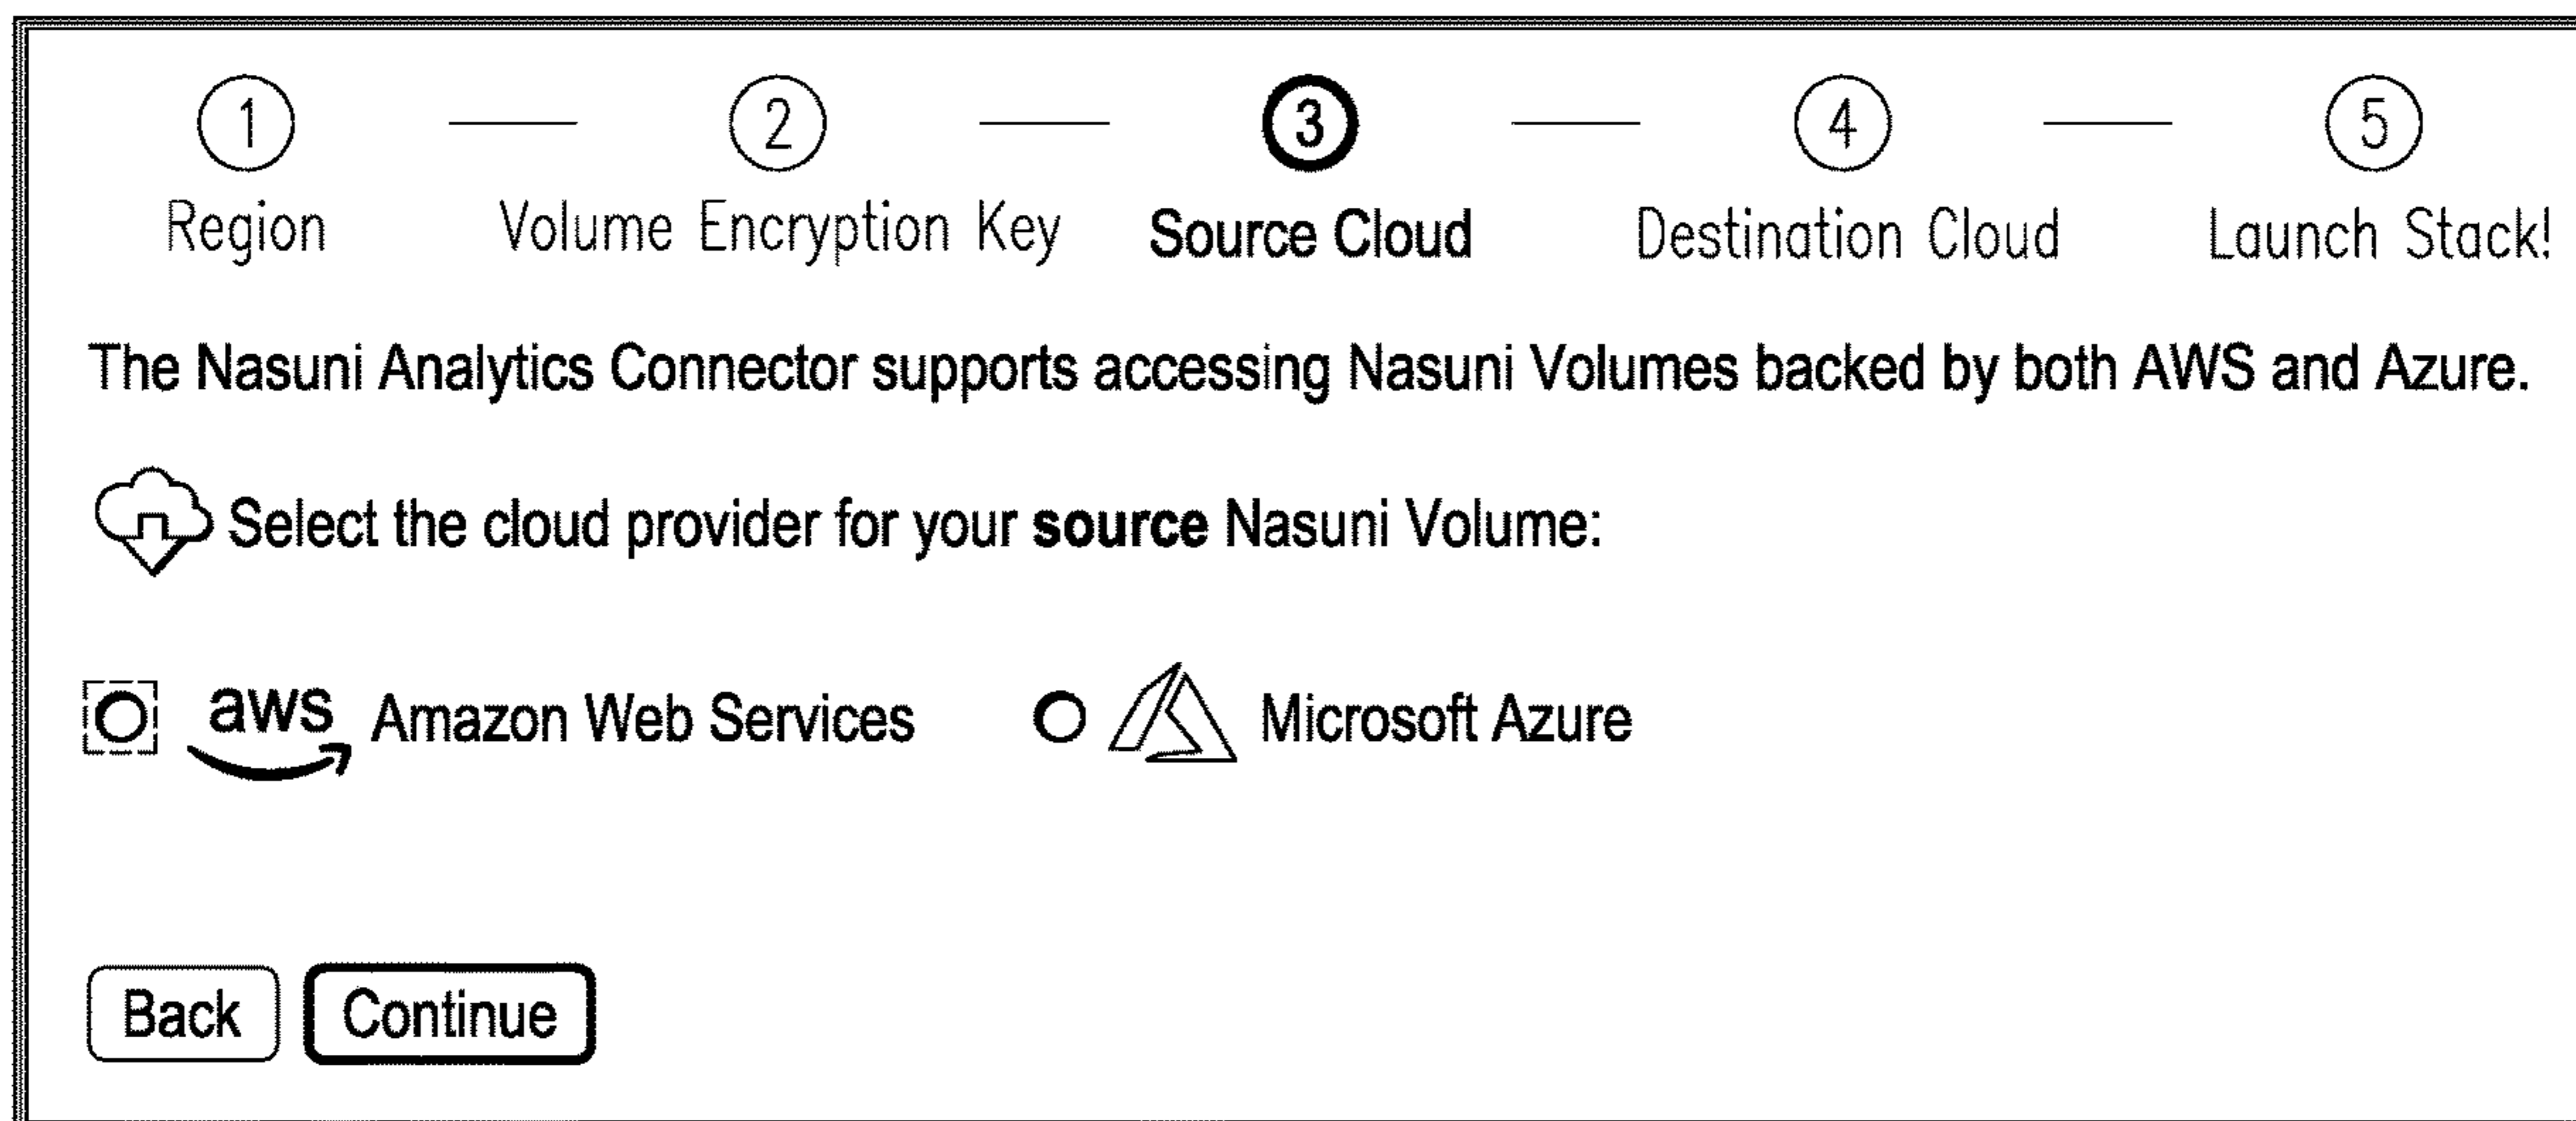 1 2 3 4 5
Region Volume Encryption Key Source Cloud Destination Cloud Launch Stack!
The Nasuni Analytics Connector supports accessing Nasuni Volumes backed by both AWS and Azure.
Select the cloud provider for your source Nasuni Volume:
aws Amazon Web Services Microsoft Azure
Back Continue